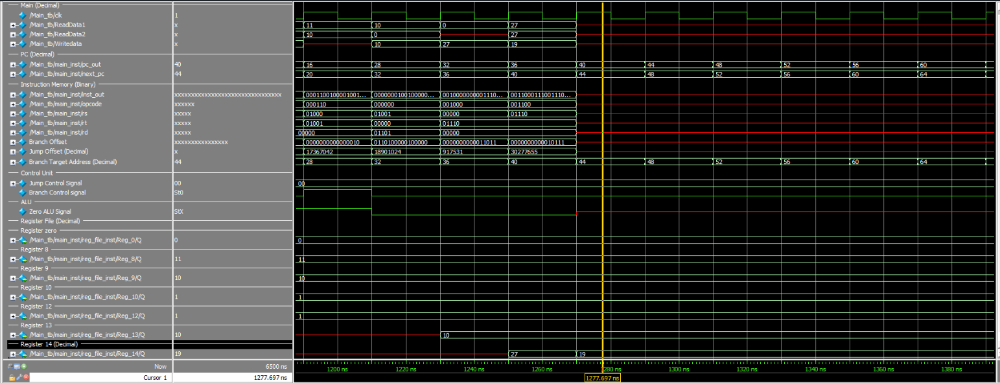 Main (Decimal)
/Main_tb/clk 1
/Main_tb/ReadData1 x 11 10 0 27
/Main_tb/ReadData2 x 10 0 27
/Main_tb/Writedata x 10 27 19
PC (Decimal)
/Main_tb/main_inst/pc_out 40 16 28 32 36 40 44 48 52 56 60
/Main_tb/main_inst/next_pc 44 20 32 36 40 44 48 52 56 60 64
Instruction Memory (Binary)
/Main_tb/main_inst/inst_out xxxxxxxxxxxxxxxxxxxxxxxxxxxxxxxx 0001100100001001... 0000000100100000... 0010000000001110... 0011000111001110...
/Main_tb/main_inst/opcode xxxxxx 000110 000000 001000 001100
/Main_tb/main_inst/rs xxxxx 01000 01001 00000 01110
/Main_tb/main_inst/rt xxxxx 01001 00000 01110
/Main_tb/main_inst/rd xxxxx 00000 01101 00000
Branch Offset xxxxxxxxxxxxxxxx 0000000000000010 0110100000100000 0000000000011011 0000000000010111
Jump Offset (Decimal) x 17367042 18901024 917531 30277655
Branch Target Address (Decimal) 44 28 32 36 40 44 48 52 56 60 64
Control Unit
Jump Control Signal 00 00
Branch Control signal St0
ALU
Zero ALU Signal StX
Register File (Decimal)
Register zero
/Main_tb/main_inst/reg_file_inst/Reg_0/Q 0 0
Register 8
/Main_tb/main_inst/reg_file_inst/Reg_8/Q 11 11
Register 9
/Main_tb/main_inst/reg_file_inst/Reg_9/Q 10 10
Register 10
/Main_tb/main_inst/reg_file_inst/Reg_10/Q 1 1
Register 12
/Main_tb/main_inst/reg_file_inst/Reg_12/Q 1 1
Register 13
/Main_tb/main_inst/reg_file_inst/Reg_13/Q 10 10
Register 14 (Decimal)
/Main_tb/main_inst/reg_file_inst/Reg_14/Q 19 27 19
Now 6500 ns 1200 ns 1220 ns 1240 ns 1260 ns 1280 ns 1300 ns 1320 ns 1340 ns 1360 ns 1380 ns
Cursor 1 1277.697 ns 1277.697 ns